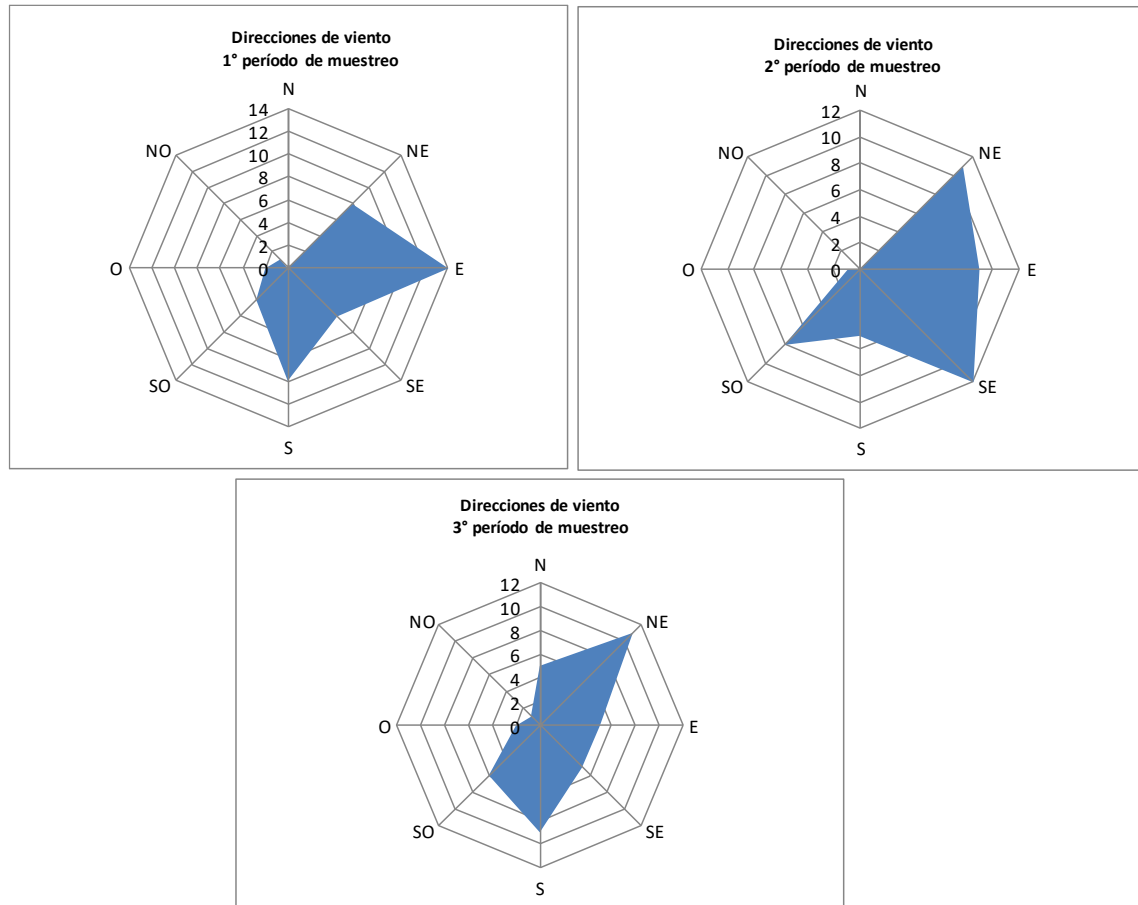 Direcciones de viento
1° período de muestreo
N
14
12
10
8
6
4
2
0
NO
NE
O
E
SO
SE
S
Direcciones de viento
2° período de muestreo
N
12
10
8
6
4
2
0
NO
NE
O
E
SO
SE
S
Direcciones de viento
3° período de muestreo
N
12
10
8
6
4
2
0
NO
NE
O
E
SO
SE
S